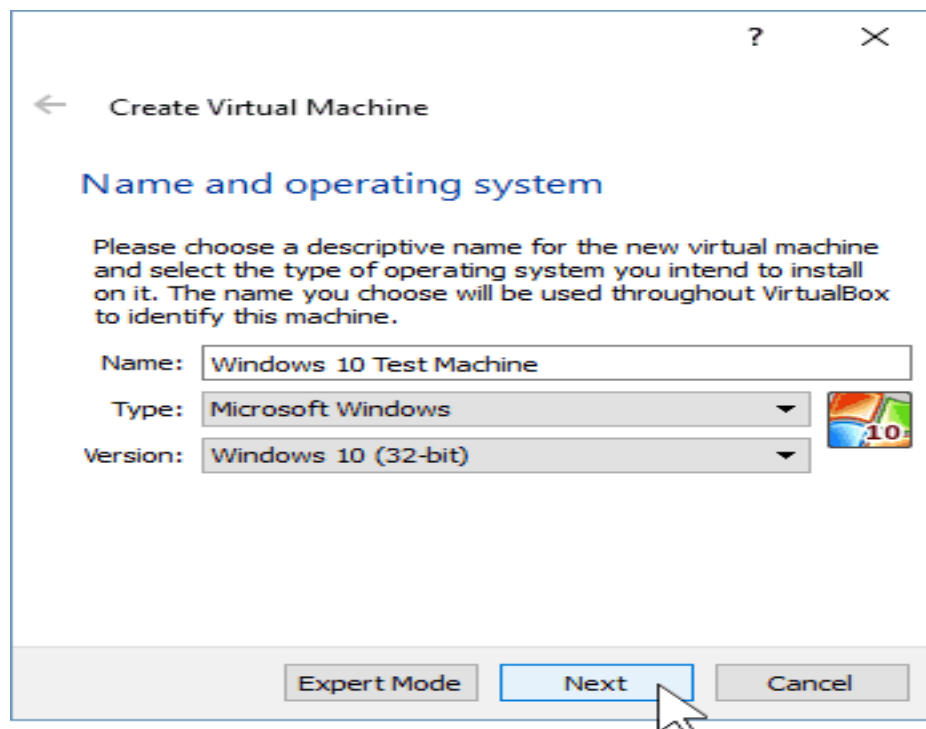 ?
Create Virtual Machine
Name and operating system
Please choose a descriptive name for the new virtual machine
and select the type of operating system you intend to install
on it. The name you choose will be used throughout VirtualBox
to identify this machine.
Name: Windows 10 Test Machine
Type: Microsoft Windows
10
Version: Windows 10 (32-bit)
Expert Mode Next Cancel